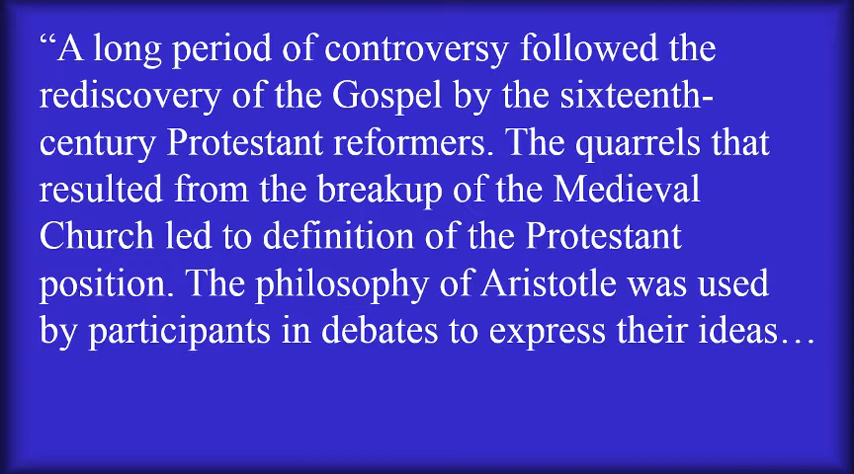 “A long period of controversy followed the
rediscovery of the Gospel by the sixteenth-
century Protestant reformers. The quarrels that
resulted from the breakup of the Medieval
Church led to definition of the Protestant
position. The philosophy of Aristotle was used
by participants in debates to express their ideas…